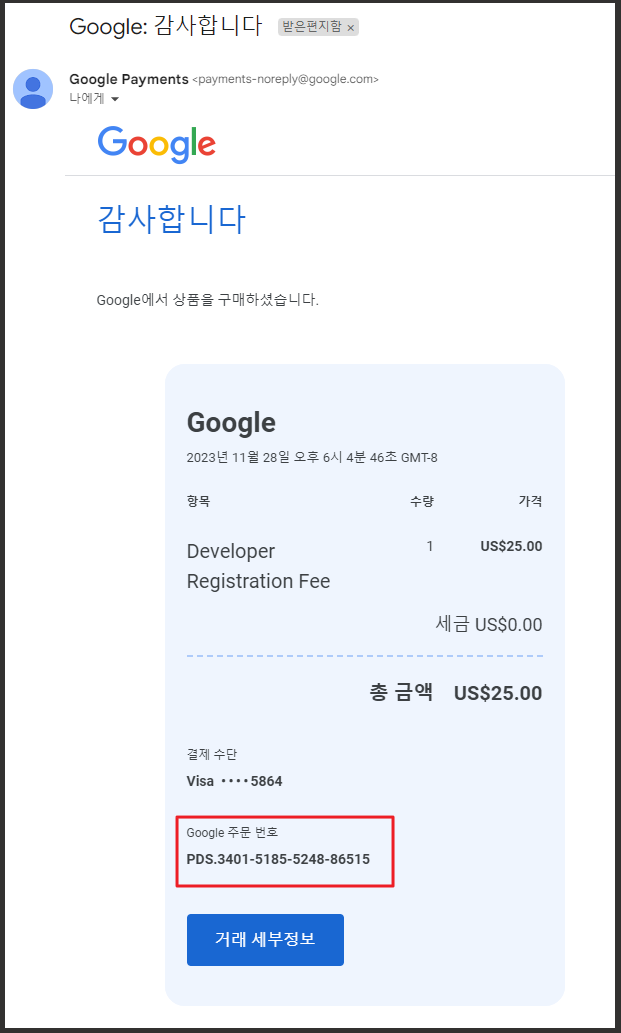 Google: 감사합니다 받은편지함 ×
Google Payments <payments-noreply@google.com>
나에게
Google
감사합니다
Google에서 상품을 구매하셨습니다.
Google
2023년 11월 28일 오후 6시 4분 46초 GMT-8
항목 수량 가격
Developer 1 US$25.00
Registration Fee
세금 US$0.00
총 금액 US$25.00
결제 수단
Visa ････5864
Google 주문 번호
PDS.3401-5185-5248-86515
거래 세부정보